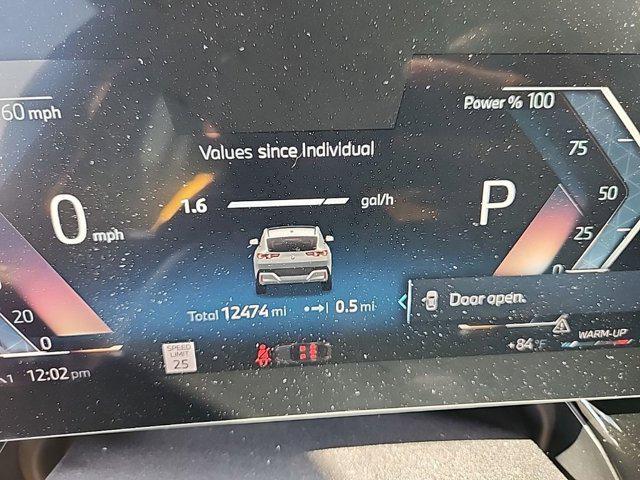 60 mph
Power % 100
Values since Individual
75
1.6 gal/h
50
0 mph
P
25
0
Total 12474 mi 0.5 mi
Door open.
20
0
SPEED LIMIT 25
WARM-UP
+84 °F
12:02 pm